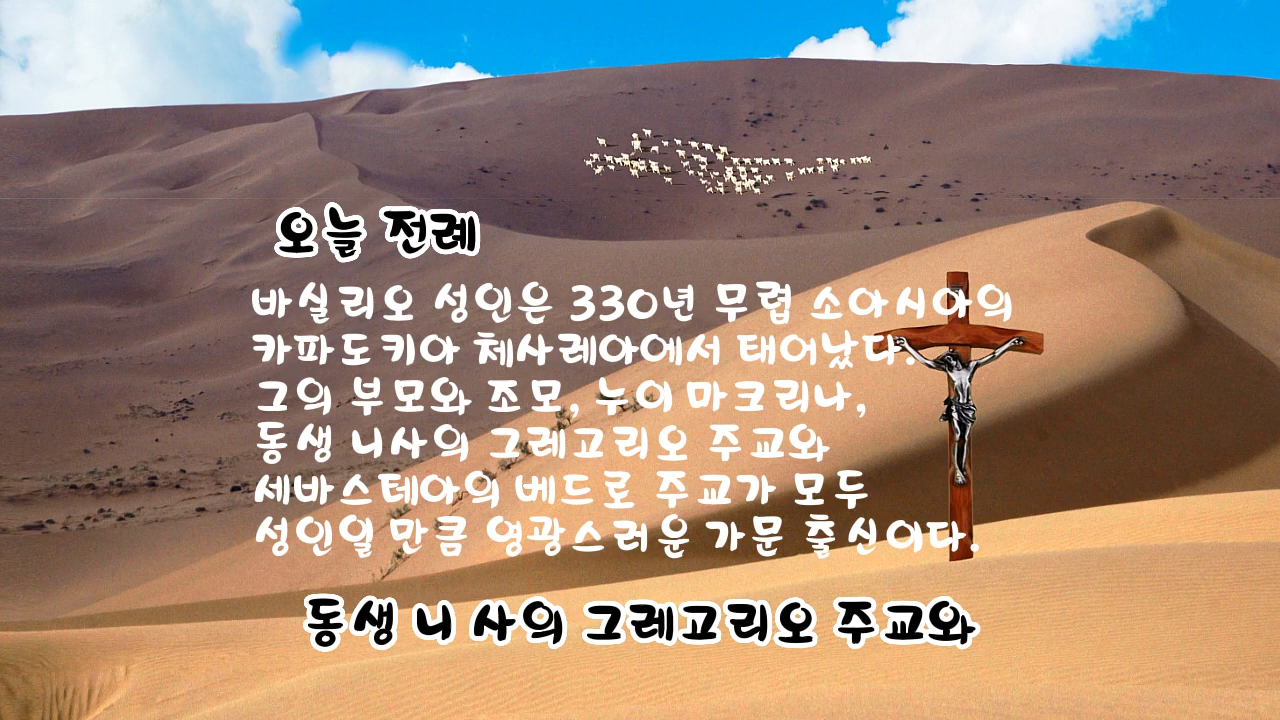 오늘 전례
바실리오 성인은 330년 무렵 소아시아의
카파도키아 체사레아에서 태어났다.
그의 부모와 조모, 누이 마크리나,
동생 니사의 그레고리오 주교와
세바스테아의 베드로 주교가 모두
성인일 만큼 영광스러운 가문 출신이다.
동생 니사의 그레고리오 주교와